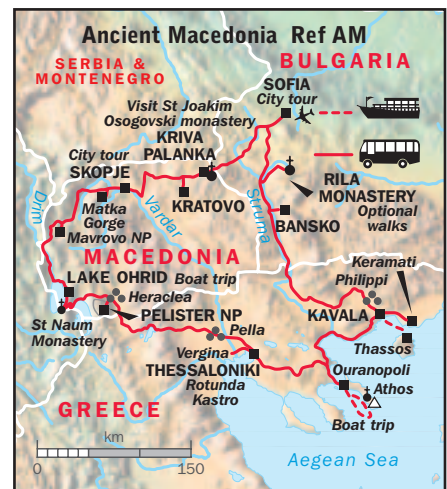 Ancient Macedonia Ref AM
SERBIA &
MONTENEGRO
BULGARIA
SOFIA
City tour
Visit St Joakim
Osogovski monastery
KRIVA
PALANKA
City tour
SKOPJE
KRATOVO
Struma
RILA
MONASTERY
Optional
walks
BANSKO
Drim
Matka
Gorge
Mavrovo NP
Vardar
MACEDONIA
Keramati
Philippi
LAKE OHRID
Boat trip
Heraclea
KAVALA
St Naum
Monastery
PELISTER NP
Pella
Thassos
Vergina
THESSALONIKI
Rotunda
Kastro
Ouranopoli
Athos
Boat trip
GREECE
km
0
150
Aegean Sea